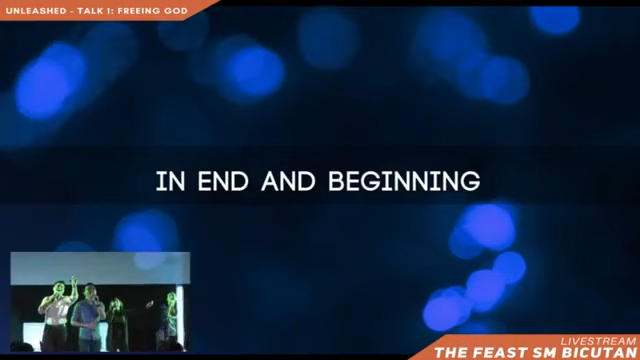 UNLEASHED - TALK 1: FREEING GOD
IN END AND BEGINNING
LIVESTREAM
THE FEAST SM BICUTAN